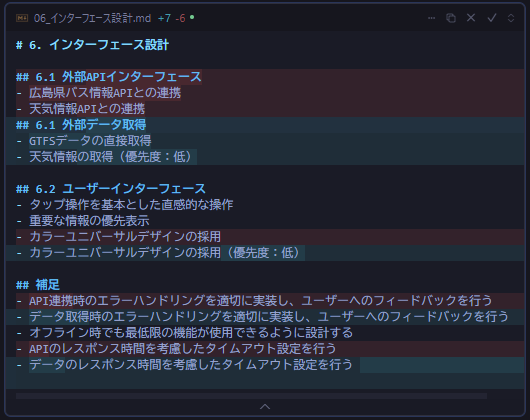 06_インターフェース設計.md +7 -6
# 6. インターフェース設計
## 6.1 外部APIインターフェース
- 広島県バス情報APIとの連携
- 天気情報APIとの連携
## 6.1 外部データ取得
- GTFSデータの直接取得
- 天気情報の取得（優先度：低）
## 6.2 ユーザーインターフェース
- タップ操作を基本とした直感的な操作
- 重要な情報の優先表示
- カラーユニバーサルデザインの採用
- カラーユニバーサルデザインの採用（優先度：低）
## 補足
- API連携時のエラーハンドリングを適切に実装し、ユーザーへのフィードバックを行う
- データ取得時のエラーハンドリングを適切に実装し、ユーザーへのフィードバックを行う
- オフライン時でも最低限の機能が使用できるように設計する
- APIのレスポンス時間を考慮したタイムアウト設定を行う
- データのレスポンス時間を考慮したタイムアウト設定を行う